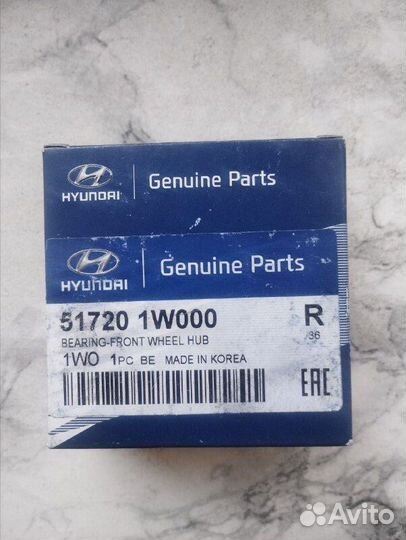 HYUNDAI
Genuine Parts
HYUNDAI
Genuine Parts
51720 1W000
R
BEARING-FRONT WHEEL HUB
/36
1WO 1PC BE MADE IN KOREA
EAC
Avito